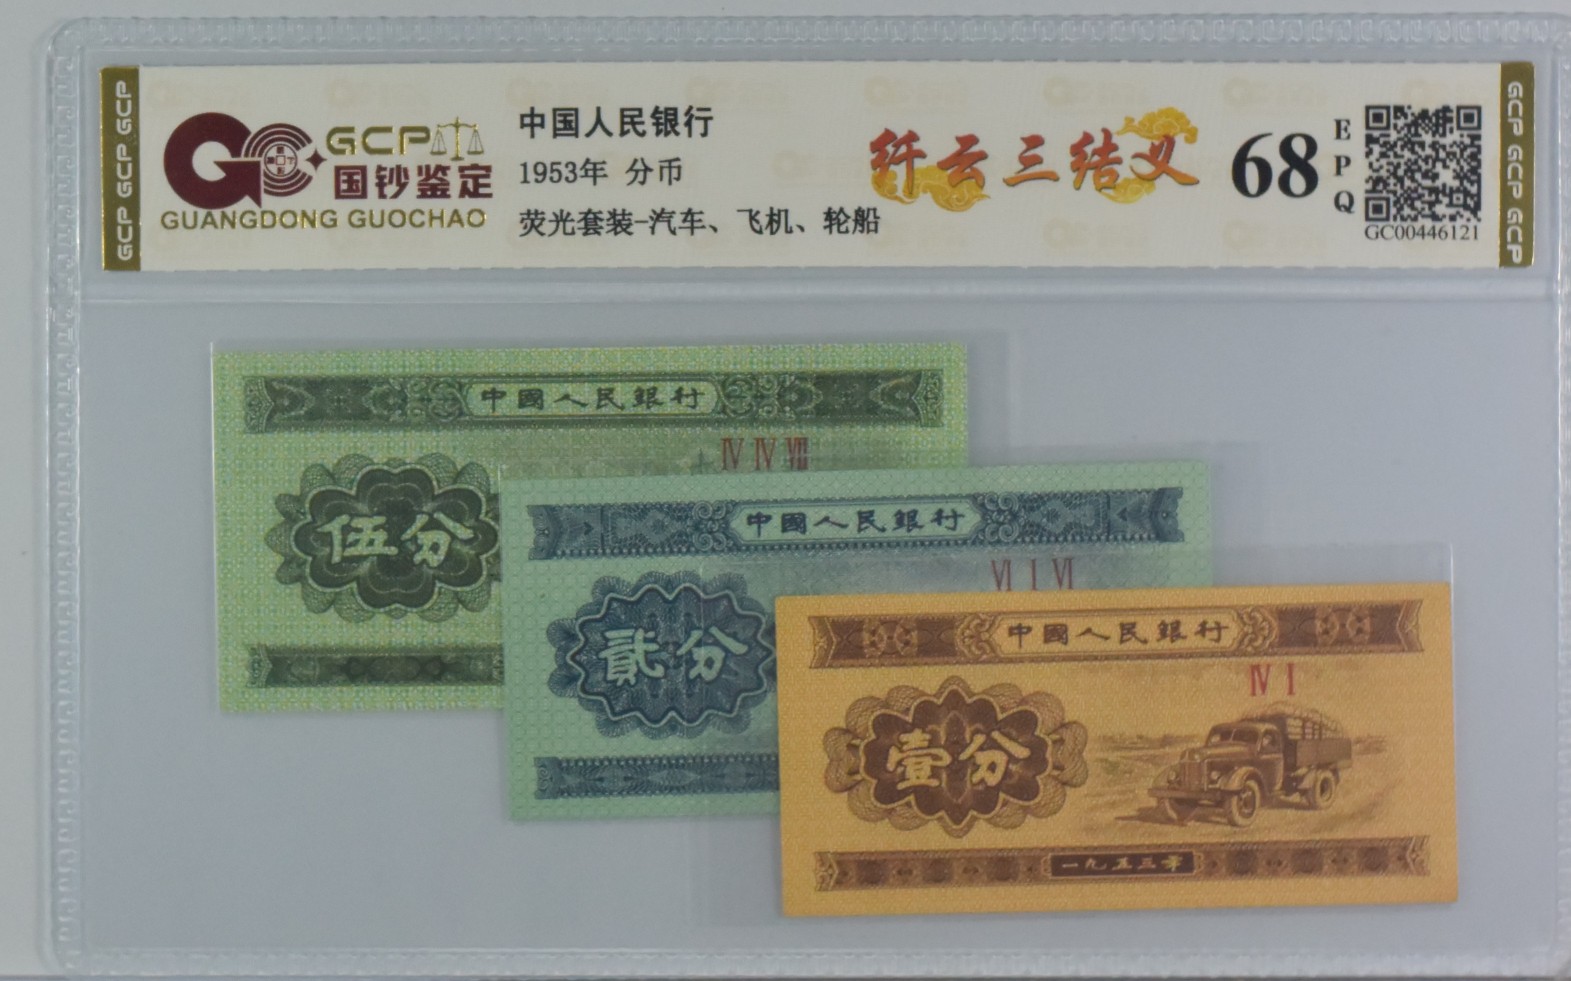 GCP GCP GCP
GCP
国钞鉴定
GUANGDONG GUOCHAO
中国人民银行
1953年 分币
荧光套装-汽车、飞机、轮船
纤云三结义
68
EPQ
GC00446121
GCP GCP GCP
中國人民銀行
ⅣⅣⅦ
伍分
中國人民銀行
Ⅵ Ⅰ Ⅵ
貳分
中國人民銀行
Ⅳ Ⅰ
壹分
一九五三年